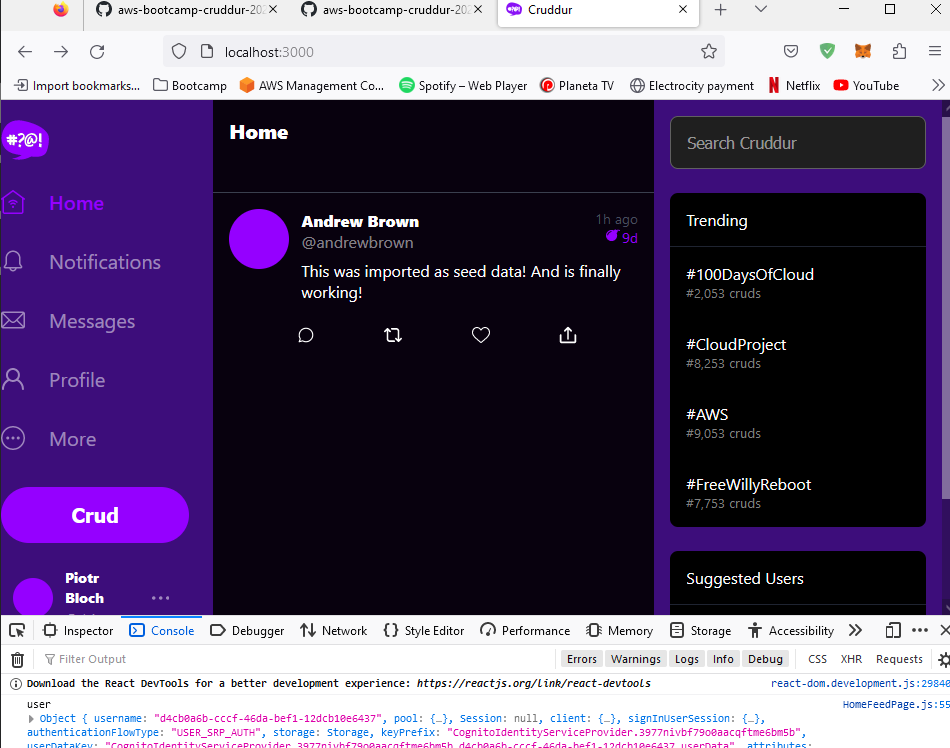 aws-bootcamp-cruddur-202
aws-bootcamp-cruddur-202
Cruddur
localhost:3000
Import bookmarks...
Bootcamp
AWS Management Co...
Spotify – Web Player
Planeta TV
Electrocity payment
Netflix
YouTube
#?@!
Home
Notifications
Messages
Profile
More
Crud
Piotr
Bloch
Home
Andrew Brown
@andrewbrown
1h ago
9d
This was imported as seed data! And is finally
working!
Search Cruddur
Trending
#100DaysOfCloud
#2,053 cruds
#CloudProject
#8,253 cruds
#AWS
#9,053 cruds
#FreeWillyReboot
#7,753 cruds
Suggested Users
Inspector
Console
Debugger
Network
Style Editor
Performance
Memory
Storage
Accessibility
Filter Output
Errors
Warnings
Logs
Info
Debug
CSS
XHR
Requests
Download the React DevTools for a better development experience: https://reactjs.org/link/react-devtools
react-dom.development.js:29840
user
HomeFeedPage.js:55
Object { username: "d4cb0a6b-cccf-46da-bef1-12dcb10e6437", pool: {…}, Session: null, client: {…}, signInUserSession: {…},
authenticationFlowType: "USER_SRP_AUTH", storage: Storage, keyPrefix: "CognitoIdentityServiceProvider.3977nivbf79o0aacqftme6bm5b",
userDataKey: "CognitoIdentityServiceProvider.3977nivbf79o0aacqftme6bm5b.d4cb0a6b-cccf-46da-bef1-12dcb10e6437.userData", attributes: